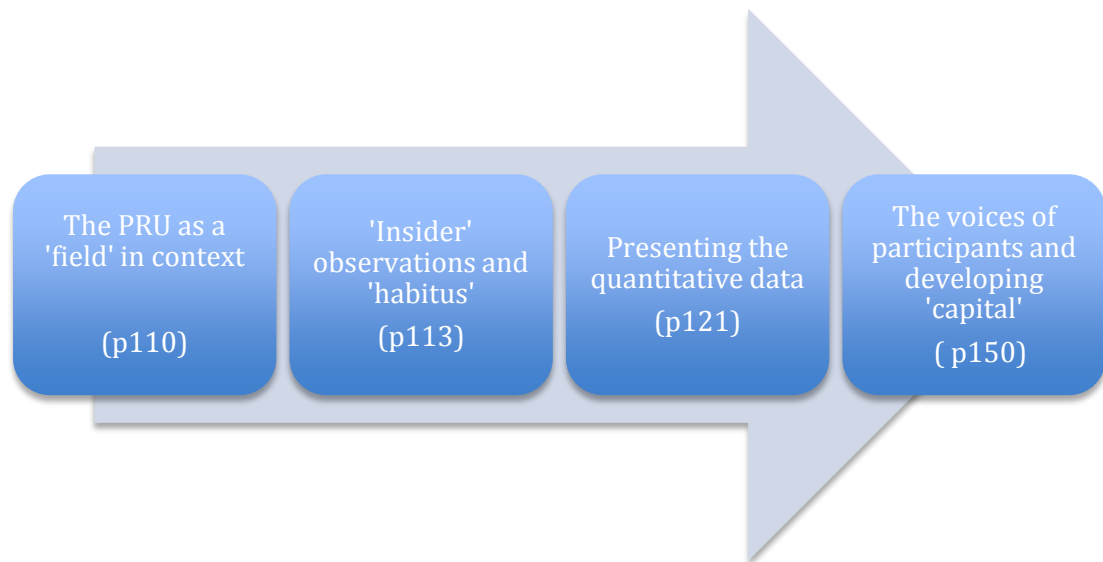 The PRU as a
'field' in context
(p110)
'Insider'
observations and
'habitus'
(p113)
Presenting the
quantitative data
(p121)
The voices of
participants and
developing
'capital'
( p150)